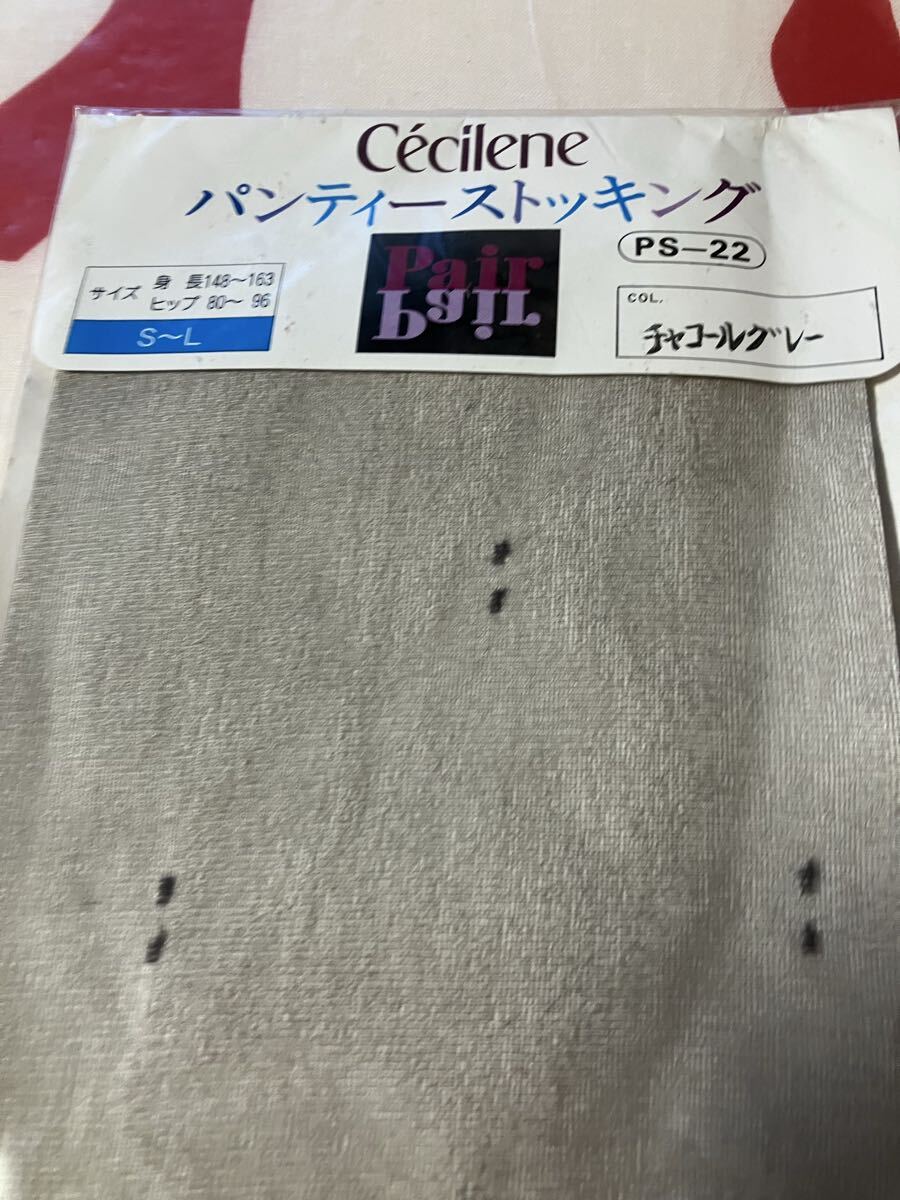 Cécilene
パンティーストッキング
サイズ 身 長148〜163
ヒップ 80〜 96
S〜L
Pair
Pair
PS-22
COL.
チャコールグレー